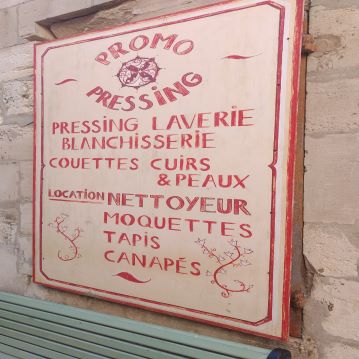 PROMO
PRESSING
PRESSING LAVERIE
BLANCHISSERIE
COUETTES CUIRS
& PEAUX
LOCATION NETTOYEUR
MOQUETTES
TAPIS
CANAPÉS